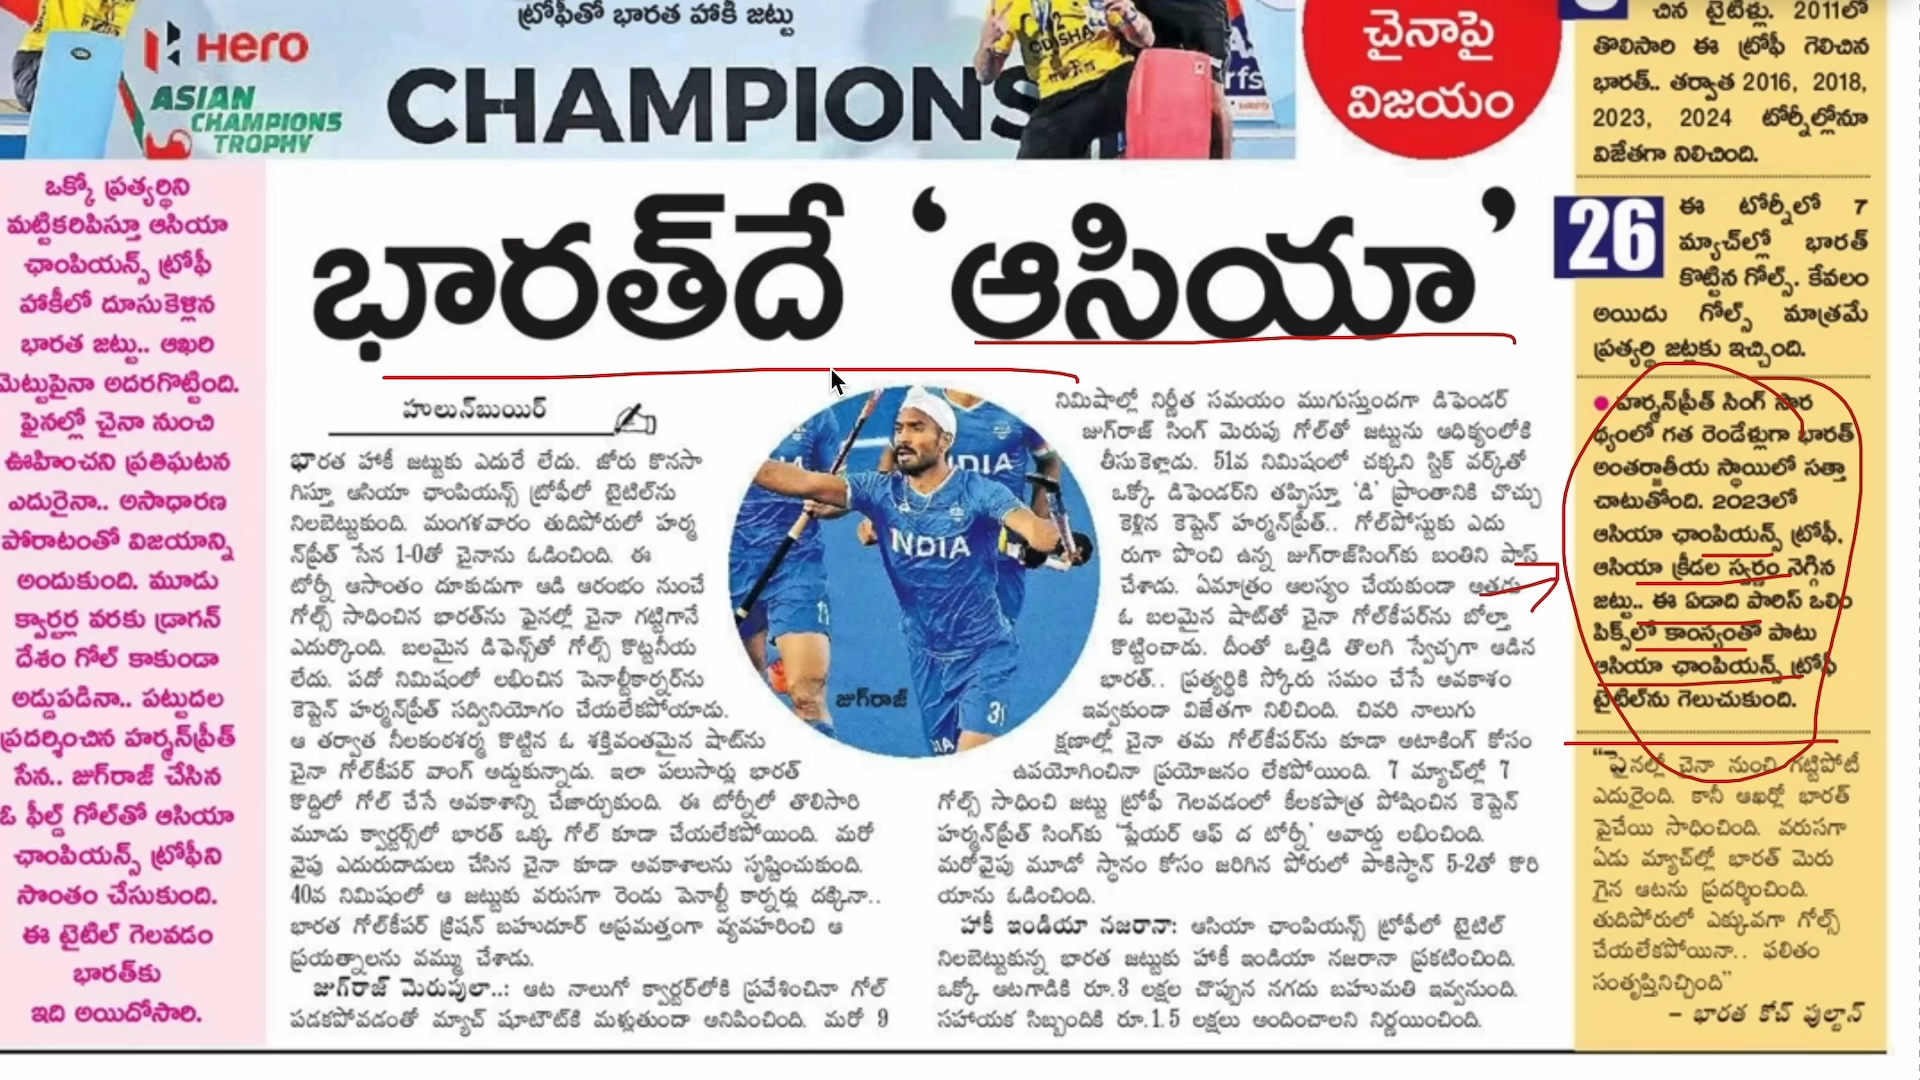 ట్రోఫీతో భారత హాకీ జట్టు
Hero
ASIAN
CHAMPIONS
TROPHY
CHAMPIONS
ODISHA
rfs
చైనాపై
విజయం
చిన టైటిళ్లు. 2011లో
తొలిసారి ఈ ట్రోఫీ గెలిచిన
భారత్.. తర్వాత 2016, 2018,
2023, 2024 టోర్నీల్లోనూ
విజేతగా నిలిచింది.
26
ఈ టోర్నీలో 7
మ్యాచ్‌ల్లో భారత్
కొట్టిన గోల్స్. కేవలం
అయిదు గోల్స్ మాత్రమే
ప్రత్యర్థి జట్లకు ఇచ్చింది.
• హర్మన్‌ప్రీత్ సింగ్ సార
థ్యంలో గత రెండేళ్లుగా భారత్
అంతర్జాతీయ స్థాయిలో సత్తా
చాటుతోంది. 2023లో
ఆసియా ఛాంపియన్స్ ట్రోఫీ,
ఆసియా క్రీడల స్వర్ణం నెగ్గిన
జట్టు.. ఈ ఏడాది పారిస్ ఒలిం
పిక్స్‌లో కాంస్యంతో పాటు
ఆసియా ఛాంపియన్స్ ట్రోఫీ
టైటిల్‌ను గెలుచుకుంది.
“ఫైనల్లో చైనా నుంచి గట్టిపోటీ
ఎదురైంది. కానీ ఆఖర్లో భారత్
పైచేయి సాధించింది. వరుసగా
ఏడు మ్యాచ్‌ల్లో భారత్ మెరు
గైన ఆటను ప్రదర్శించింది.
తుదిపోరులో ఎక్కువగా గోల్స్
చేయలేకపోయినా.. ఫలితం
సంతృప్తినిచ్చింది”
– భారత కోచ్ ఫుల్టాన్
ఒక్కో ప్రత్యర్థిని
మట్టికరిపిస్తూ ఆసియా
ఛాంపియన్స్ ట్రోఫీ
హాకీలో దూసుకెళ్లిన
భారత జట్టు.. ఆఖరి
మెట్టుపైనా అదరగొట్టింది.
ఫైనల్లో చైనా నుంచి
ఊహించని ప్రతిఘటన
ఎదురైనా.. అసాధారణ
పోరాటంతో విజయాన్ని
అందుకుంది. మూడు
క్వార్టర్ల వరకు డ్రాగన్
దేశం గోల్ కాకుండా
అడ్డుపడినా.. పట్టుదల
ప్రదర్శించిన హర్మన్‌ప్రీత్
సేన.. జుగ్‌రాజ్ చేసిన
ఓ ఫీల్డ్ గోల్‌తో ఆసియా
ఛాంపియన్స్ ట్రోఫీని
సొంతం చేసుకుంది.
ఈ టైటిల్ గెలవడం
భారత్‌కు
ఇది అయిదోసారి.
భారత్‌దే ‘ఆసియా’
హులున్‌బుయిర్
భారత హాకీ జట్టుకు ఎదురే లేదు. జోరు కొనసా
గిస్తూ ఆసియా ఛాంపియన్స్ ట్రోఫీలో టైటిల్‌ను
నిలబెట్టుకుంది. మంగళవారం తుదిపోరులో హర్మ
న్‌ప్రీత్ సేన 1-0తో చైనాను ఓడించింది. ఈ
టోర్నీ ఆసాంతం దూకుడుగా ఆడి ఆరంభం నుంచే
గోల్స్ సాధించిన భారత్‌ను ఫైనల్లో చైనా గట్టిగానే
ఎదుర్కొంది. బలమైన డిఫెన్స్‌తో గోల్స్ కొట్టనీయ
లేదు. పదో నిమిషంలో లభించిన పెనాల్టీకార్నర్‌ను
కెప్టెన్ హర్మన్‌ప్రీత్ సద్వినియోగం చేయలేకపోయాడు.
ఆ తర్వాత నీలకంఠశర్మ కొట్టిన ఓ శక్తివంతమైన షాట్‌ను
చైనా గోల్‌కీపర్ వాంగ్ అడ్డుకున్నాడు. ఇలా పలుసార్లు భారత్
కొద్దిలో గోల్ చేసే అవకాశాన్ని చేజార్చుకుంది. ఈ టోర్నీలో తొలిసారి
మూడు క్వార్టర్స్‌లో భారత్ ఒక్క గోల్ కూడా చేయలేకపోయింది. మరో
వైపు ఎదురుదాడులు చేసిన చైనా కూడా అవకాశాలను సృష్టించుకుంది.
40వ నిమిషంలో ఆ జట్టుకు వరుసగా రెండు పెనాల్టీ కార్నర్లు దక్కినా..
భారత గోల్‌కీపర్ క్రిషన్ బహుదూర్ అప్రమత్తంగా వ్యవహరించి ఆ
ప్రయత్నాలను వమ్ము చేశాడు.
జుగ్‌రాజ్ మెరుపులా..: ఆట నాలుగో క్వార్టర్‌లోకి ప్రవేశించినా గోల్
పడకపోవడంతో మ్యాచ్ షూటౌట్‌కి మళ్లుతుందా అనిపించింది. మరో 9
INDIA
జుగ్‌రాజ్
నిమిషాల్లో నిర్ణీత సమయం ముగుస్తుందగా డిఫెండర్
జుగ్‌రాజ్ సింగ్ మెరుపు గోల్‌తో జట్టును ఆధిక్యంలోకి
తీసుకెళ్లాడు. 51వ నిమిషంలో చక్కని స్టిక్ వర్క్‌తో
ఒక్కో డిఫెండర్‌ని తప్పిస్తూ ‘డి’ ప్రాంతానికి చొచ్చు
కెళ్లిన కెప్టెన్ హర్మన్‌ప్రీత్.. గోల్‌పోస్టుకు ఎదు
రుగా పొంచి ఉన్న జుగ్‌రాజ్‌సింగ్‌కు బంతిని పాస్
చేశాడు. ఏమాత్రం ఆలస్యం చేయకుండా అతడు
ఓ బలమైన షాట్‌తో చైనా గోల్‌కీపర్‌ను బోల్తా
కొట్టించాడు. దీంతో ఒత్తిడి తొలగి స్వేచ్ఛగా ఆడిన
భారత్.. ప్రత్యర్థికి స్కోరు సమం చేసే అవకాశం
ఇవ్వకుండా విజేతగా నిలిచింది. చివరి నాలుగు
క్షణాల్లో చైనా తమ గోల్‌కీపర్‌ను కూడా అటాకింగ్ కోసం
ఉపయోగించినా ప్రయోజనం లేకపోయింది. 7 మ్యాచ్‌ల్లో 7
గోల్స్ సాధించి జట్టు ట్రోఫీ గెలవడంలో కీలకపాత్ర పోషించిన కెప్టెన్
హర్మన్‌ప్రీత్ సింగ్‌కు ‘ప్లేయర్ ఆఫ్ ద టోర్నీ’ అవార్డు లభించింది.
మరోవైపు మూడో స్థానం కోసం జరిగిన పోరులో పాకిస్థాన్ 5-2తో కొరి
యాను ఓడించింది.
హాకీ ఇండియా నజరానా: ఆసియా ఛాంపియన్స్ ట్రోఫీలో టైటిల్
నిలబెట్టుకున్న భారత జట్టుకు హాకీ ఇండియా నజరానా ప్రకటించింది.
ఒక్కో ఆటగాడికి రూ.3 లక్షల చొప్పున నగదు బహుమతి ఇవ్వనుంది.
సహాయక సిబ్బందికి రూ.1.5 లక్షలు అందించాలని నిర్ణయించింది.